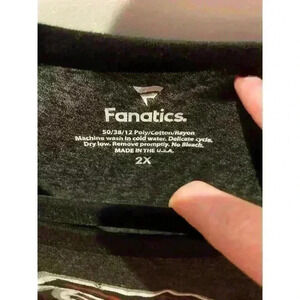 Fanatics.
50/38/12 Poly/Cotton/Rayon
Machine wash in cold water. Delicate cycle.
Dry low. Remove promptly. No Bleach.
MADE IN THE U.S.A.
2X